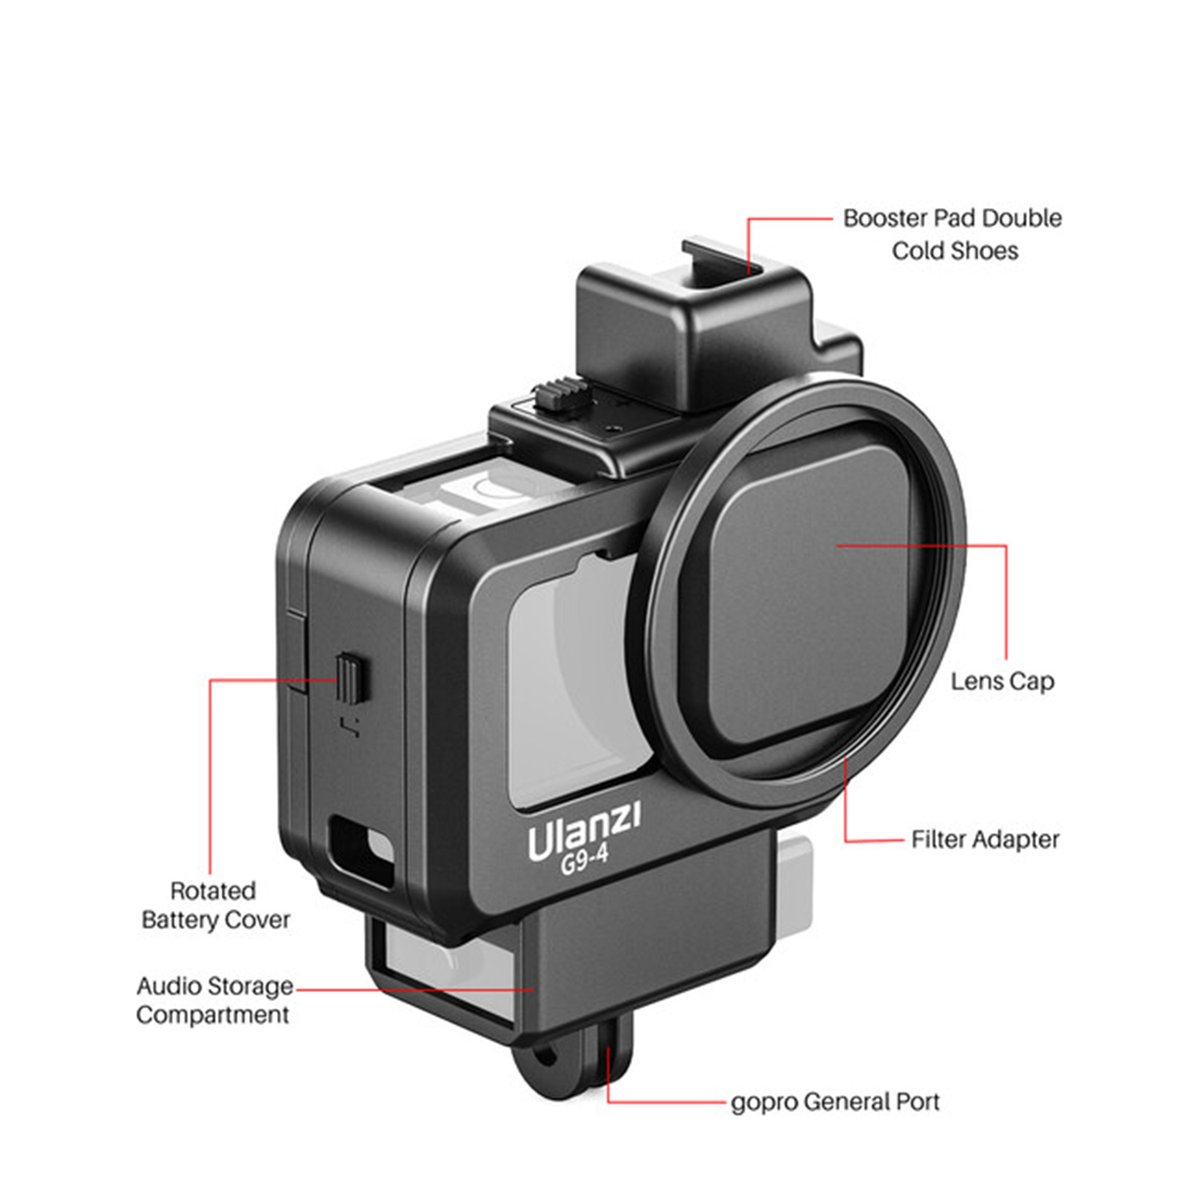 Booster Pad Double
Cold Shoes
Lens Cap
Filter Adapter
Ulanzi
G9-4
Rotated
Battery Cover
Audio Storage
Compartment
gopro General Port